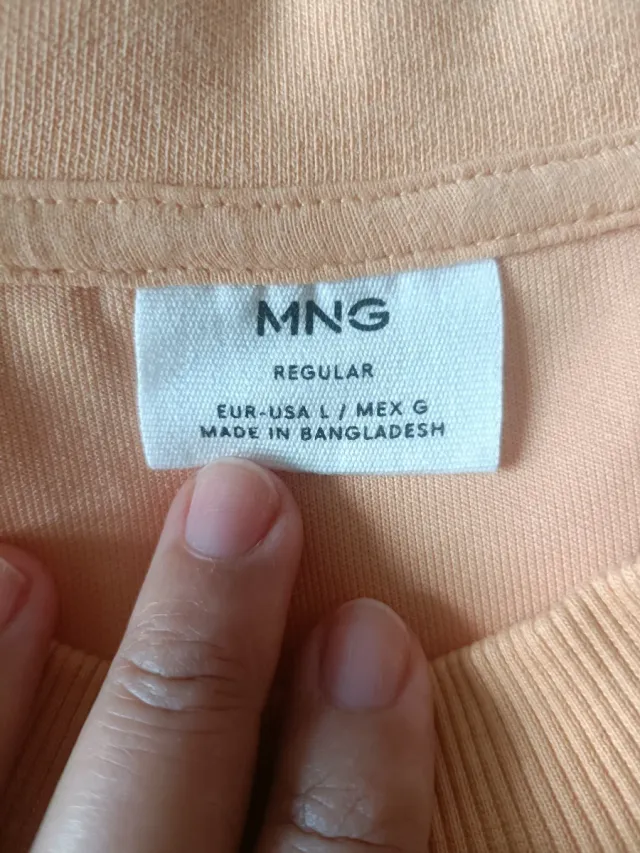 MNG
REGULAR
EUR-USA L / MEX G
MADE IN BANGLADESH